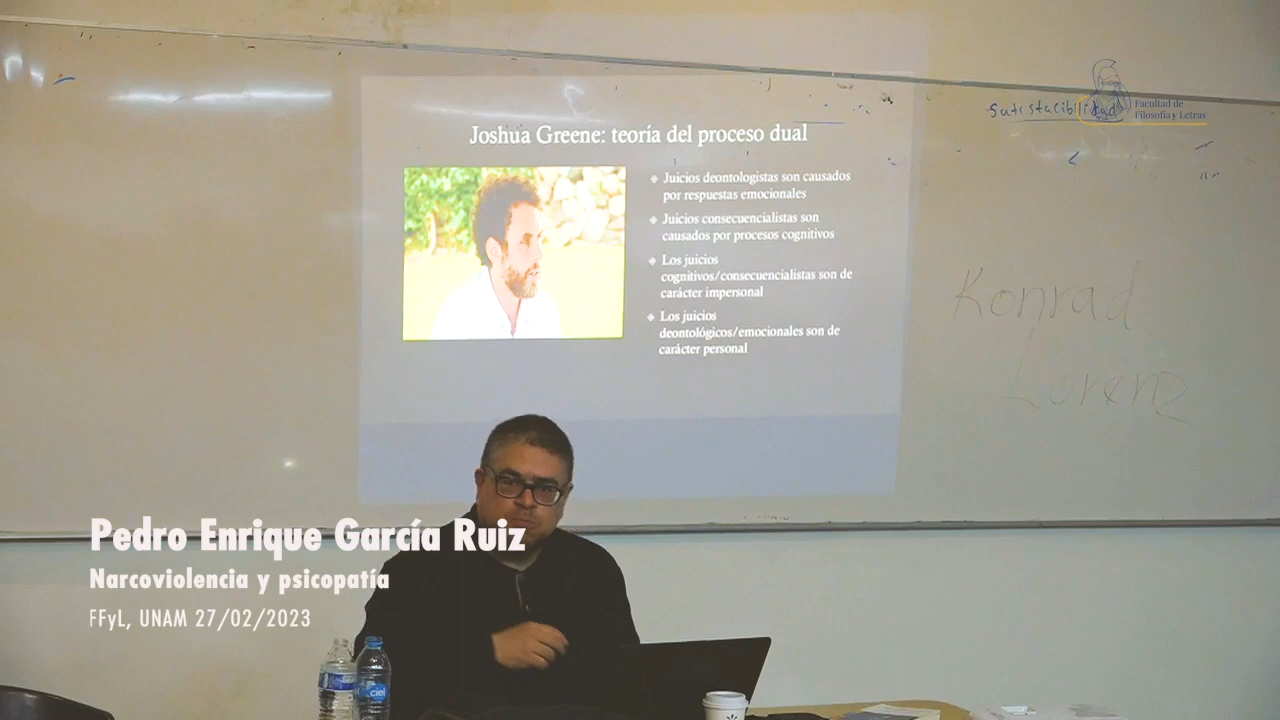 Satistacibilidad
Facultad de
Filosofía y Letras
Joshua Greene: teoría del proceso dual
Juicios deontologistas son causados
por respuestas emocionales
Juicios consecuencialistas son
causados por procesos cognitivos
Los juicios
cognitivos/consecuencialistas son de
carácter impersonal
Los juicios
deontológicos/emocionales son de
carácter personal
Konrad
Lorenz
Pedro Enrique García Ruiz
Narcoviolencia y psicopatía
FFyL, UNAM 27/02/2023
ciel